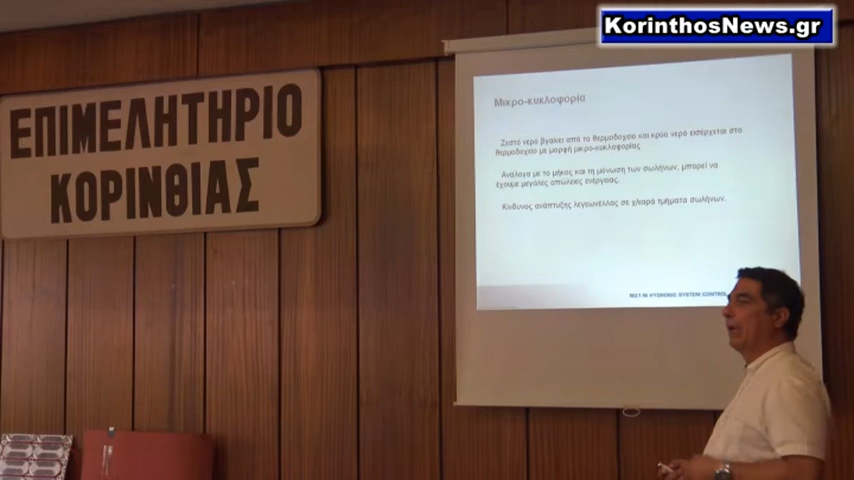 KorinthosNews.gr
ΕΠΙΜΕΛΗΤΗΡΙΟ
ΚΟΡΙΝΘΙΑΣ
Μικρο-κυκλοφορία
Ζεστό νερό βγαίνει από το θερμοδοχείο και κρύο νερό εισέρχεται στο
θερμοδοχείο με μορφή μικρο-κυκλοφορίας
Ανάλογα με το μήκος και τη μόνωση των σωλήνων, μπορεί να
έχουμε μεγάλες απώλειες ενέργειας.
Κίνδυνος ανάπτυξης λεγεωνέλλας σε χλιαρά τμήματα σωλήνων.
NO.1 IN HYDRONIC SYSTEM CONTROL